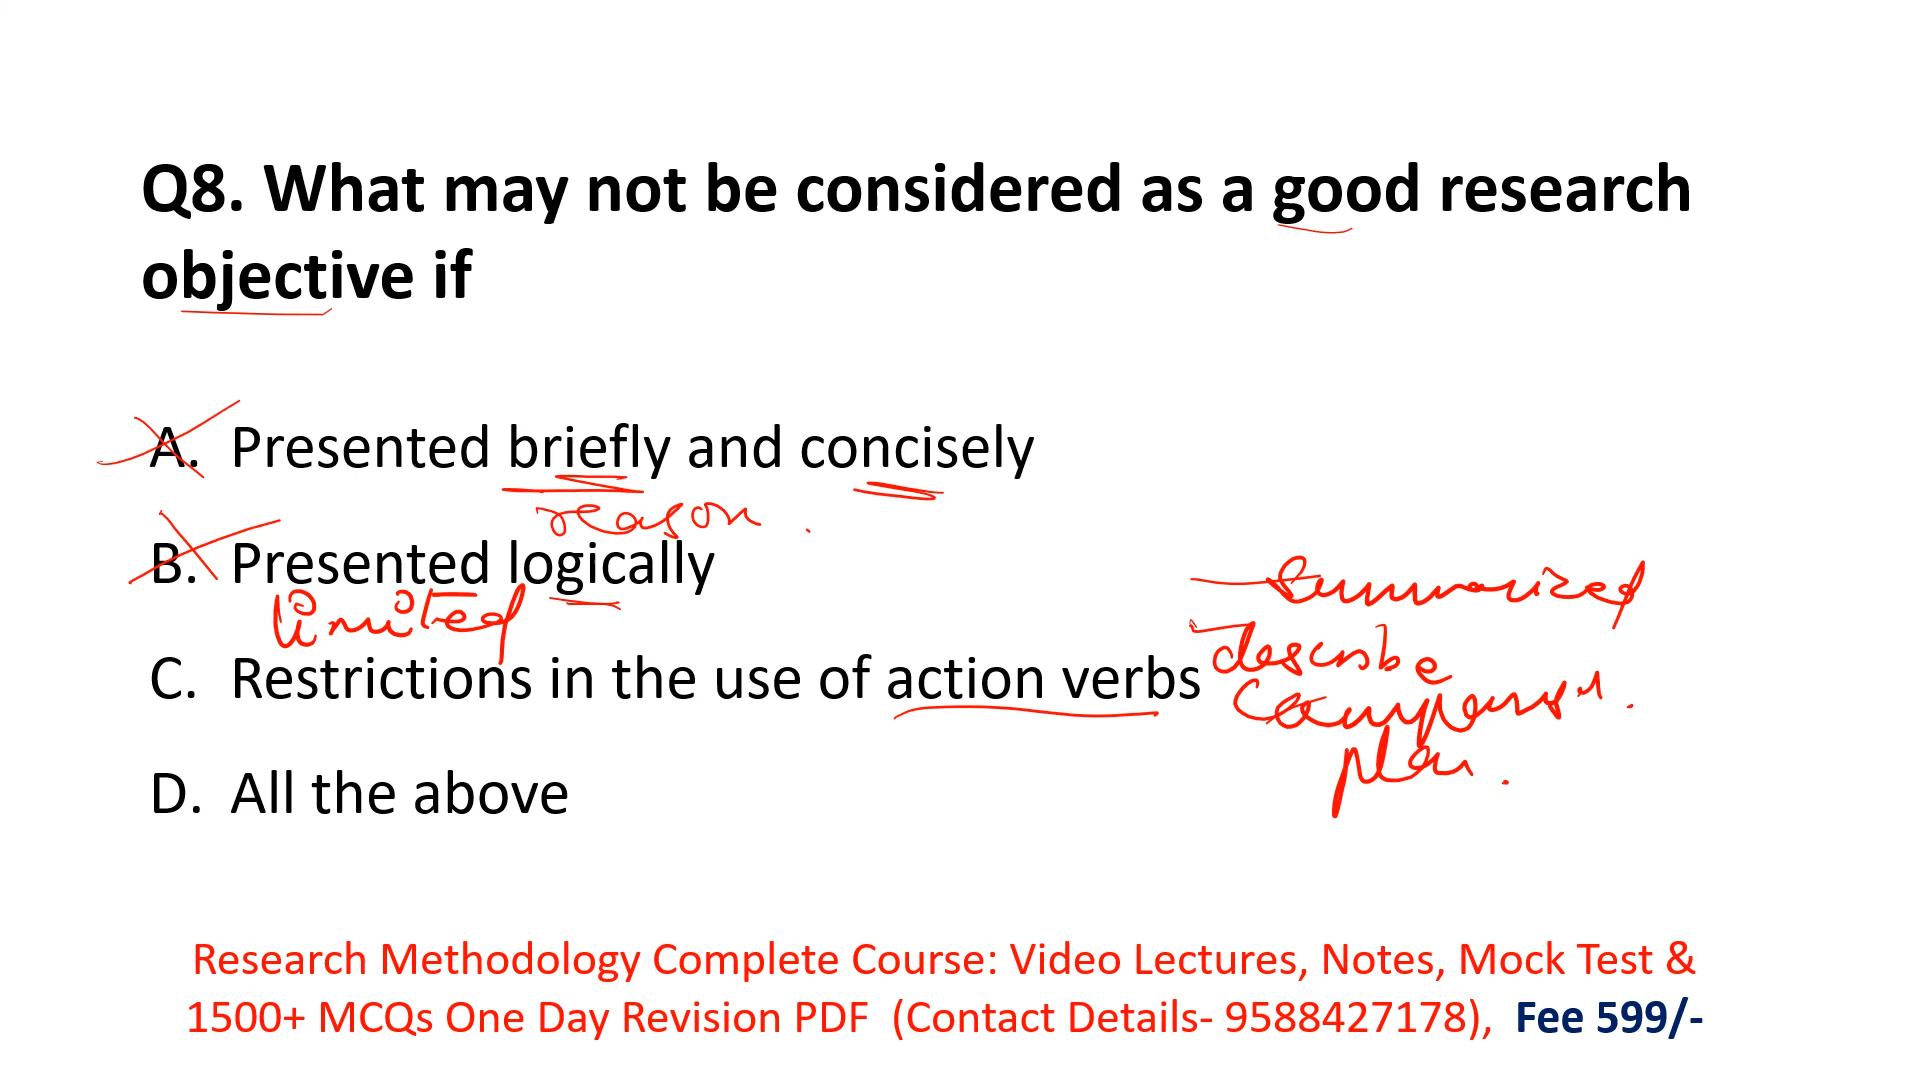 Q8. What may not be considered as a good research
objective if
A. Presented briefly and concisely
reason
B. Presented logically
limited
summarized
describe
C. Restrictions in the use of action verbs
plan.
D. All the above
Research Methodology Complete Course: Video Lectures, Notes, Mock Test &
1500+ MCQs One Day Revision PDF (Contact Details- 9588427178), Fee 599/-